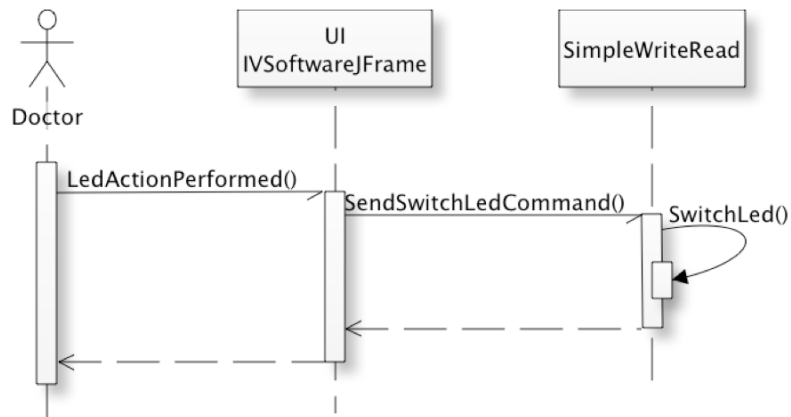 UI
IVSoftwareJFrame
SimpleWriteRead
Doctor
LedActionPerformed()
SendSwitchLedCommand()
SwitchLed()